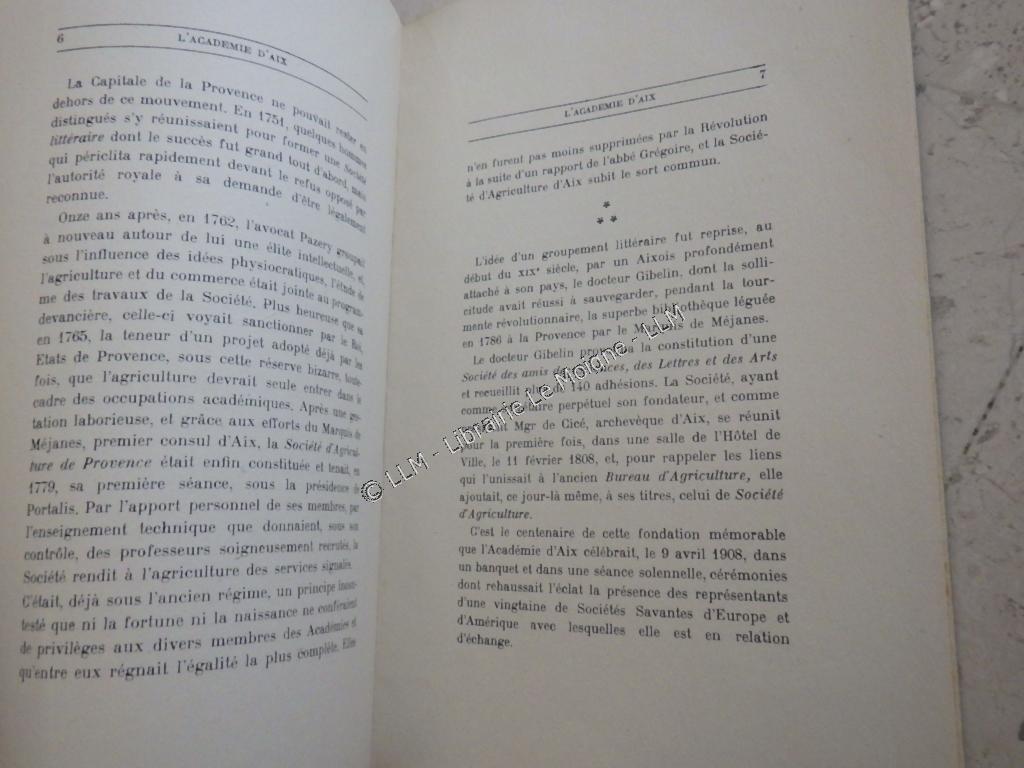 6
L'ACADEMIE D'AIX
La Capitale de la Provence ne pouvait rester en
dehors de ce mouvement. En 1751, quelques hommes
distingués s'y réunissaient pour former une Société
littéraire dont le succès fut grand tout d'abord, mais
qui périclita rapidement devant le refus opposé par
l'autorité royale à sa demande d'être légalement
reconnue.
Onze ans après, en 1762, l'avocat Pazery groupait
à nouveau autour de lui une élite intellectuelle, et,
sous l'influence des idées physiocratiques, l'étude de
l'agriculture et du commerce était jointe au program-
me des travaux de la Société. Plus heureuse que sa
devancière, celle-ci voyait sanctionner par le Roi,
en 1765, la teneur d'un projet adopté déjà par les
Etats de Provence, sous cette réserve bizarre, toute-
fois, que l'agriculture devrait seule entrer dans le
cadre des occupations académiques. Après une ges-
tation laborieuse, et grâce aux efforts du Marquis de
Méjanes, premier consul d'Aix, la Société d'Agricul-
ture de Provence était enfin constituée et tenait, en
1779, sa première séance, sous la présidence de
Portalis. Par l'apport personnel de ses membres, par
l'enseignement technique que donnaient, sous son
contrôle, des professeurs soigneusement recrutés, la
Société rendit à l'agriculture des services signalés.
C'était, déjà sous l'ancien régime, un principe incon-
testé que ni la fortune ni la naissance ne conféraient
de privilèges aux divers membres des Académies et
qu'entre eux régnait l'égalité la plus complète. Elles
7
L'ACADEMIE D'AIX
n'en furent pas moins supprimées par la Révolution
à la suite d'un rapport de l'abbé Grégoire, et la Socié-
té d'Agriculture d'Aix subit le sort commun.
*
* *
L'idée d'un groupement littéraire fut reprise, au
début du XIXe siècle, par un Aixois profondément
attaché à son pays, le docteur Gibelin, dont la solli-
citude avait réussi à sauvegarder, pendant la tour-
mente révolutionnaire, la superbe bibliothèque léguée
en 1786 à la Provence par le Marquis de Méjanes.
Le docteur Gibelin à la constitution d'une
Société des amis des Sciences, des Lettres et des Arts
et recueillit plus de 140 adhésions. La Société, ayant
comme perpétuel son fondateur, et comme
Mgr de Cicé, archevèque d'Aix, se réunit
pour la première fois, dans une salle de l'Hôtel de
Ville, le 11 février 1808, et, pour rappeler les liens
qui l'unissait à l'ancien Bureau d'Agriculture, elle
ajoutait, ce jour-là même, à ses titres, celui de Société
d'Agriculture.
C'est le centenaire de cette fondation mémorable
que l'Académie d'Aix célébrait, le 9 avril 1908, dans
un banquet et dans une séance solennelle, cérémonies
dont rehaussait l'éclat la présence des représentants
d'une vingtaine de Sociétés Savantes d'Europe et
d'Amérique avec lesquelles elle est en relation
d'échange.
© LLM - Librairie Le Moigne - LLM